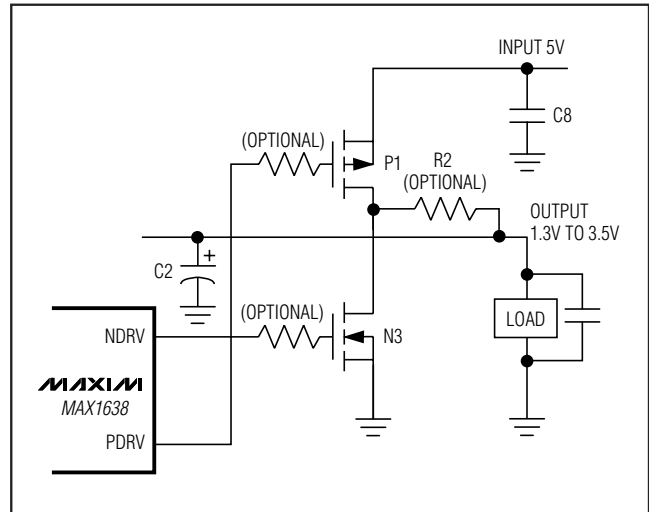 INPUT 5V
C8
(OPTIONAL)
P1
R2
(OPTIONAL)
OUTPUT
1.3V TO 3.5V
C2
+
(OPTIONAL)
NDRV
N3
LOAD
MAXIM
MAX1638
PDRV